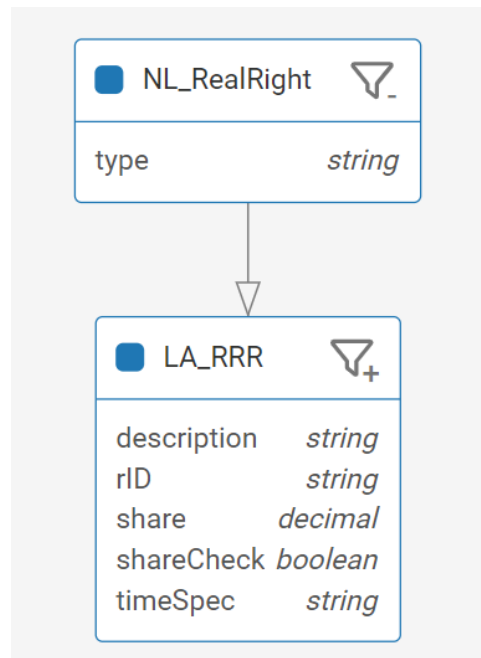 NL_RealRight
type string
LA_RRR
description string
rID string
share decimal
shareCheck boolean
timeSpec string